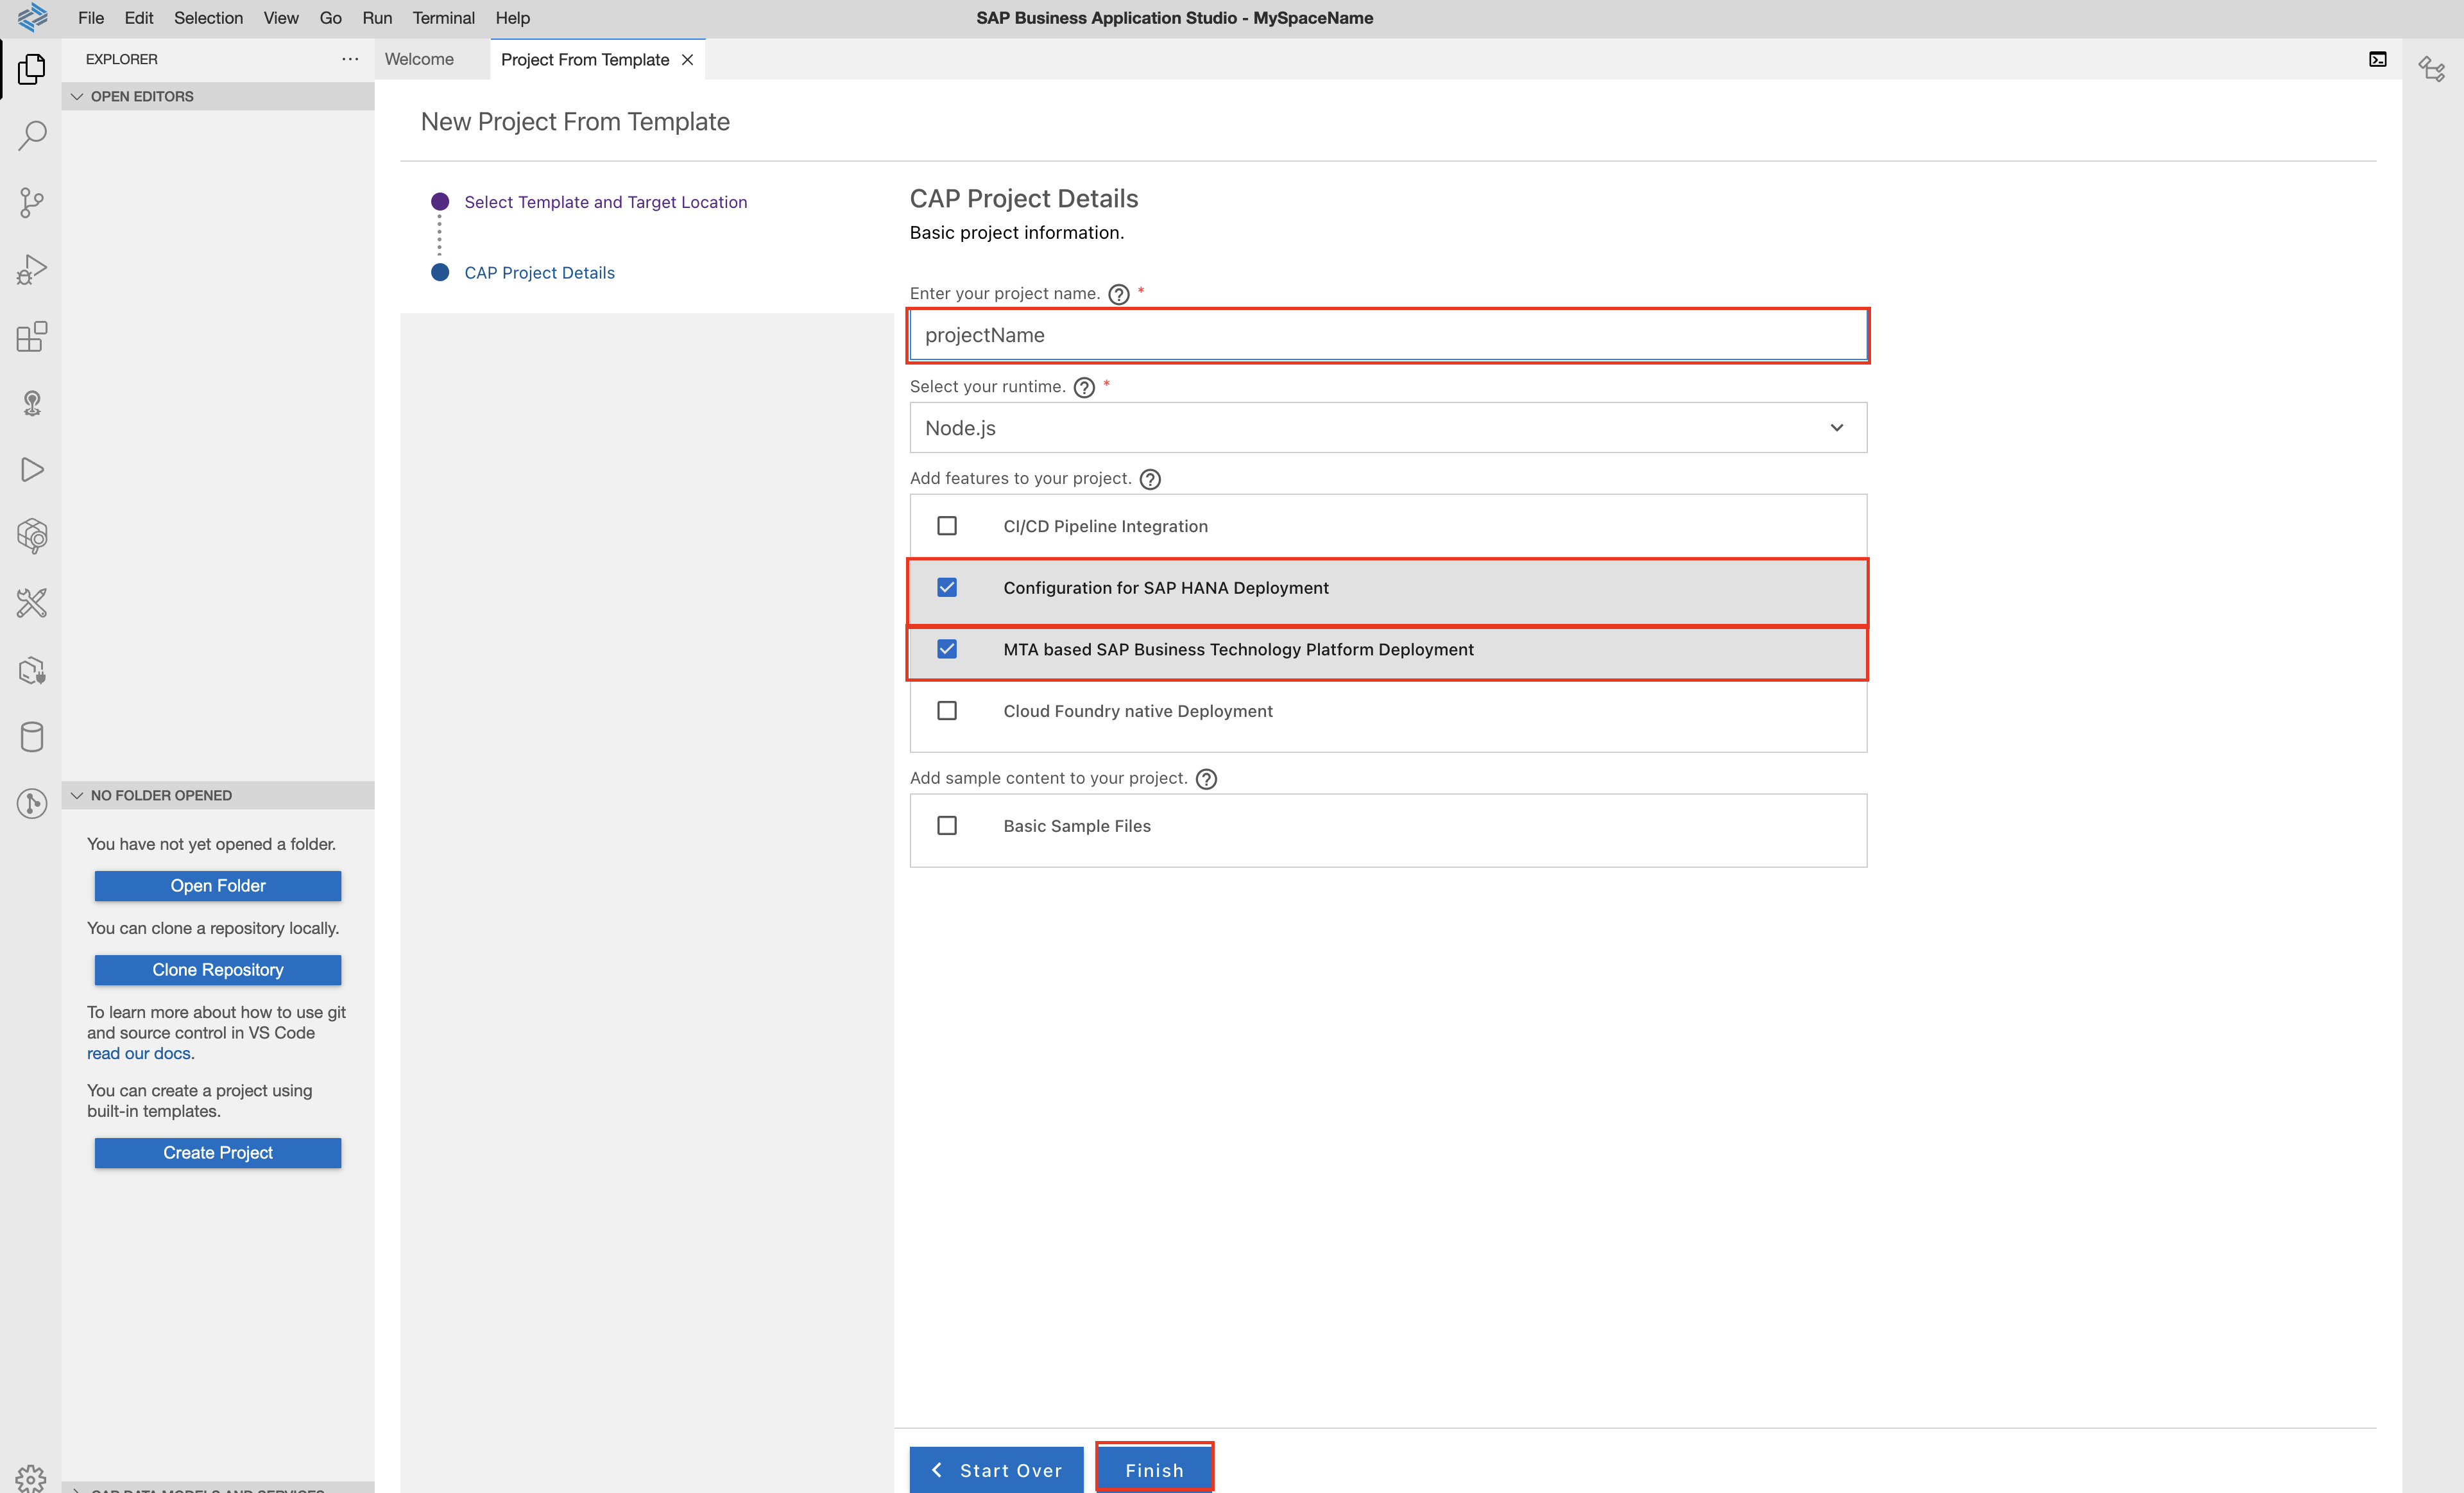 File Edit Selection View Go Run Terminal Help
SAP Business Application Studio - MySpaceName
EXPLORER
Welcome
Project From Template
OPEN EDITORS
New Project From Template
Select Template and Target Location
CAP Project Details
CAP Project Details
Basic project information.
Enter your project name. ? *
projectName
Select your runtime. ? *
Node.js
Add features to your project. ?
CI/CD Pipeline Integration
Configuration for SAP HANA Deployment
MTA based SAP Business Technology Platform Deployment
Cloud Foundry native Deployment
Add sample content to your project. ?
Basic Sample Files
NO FOLDER OPENED
You have not yet opened a folder.
Open Folder
You can clone a repository locally.
Clone Repository
To learn more about how to use git
and source control in VS Code
read our docs.
You can create a project using
built-in templates.
Create Project
CAP DATA MODELS AND SERVICES
Start Over
Finish